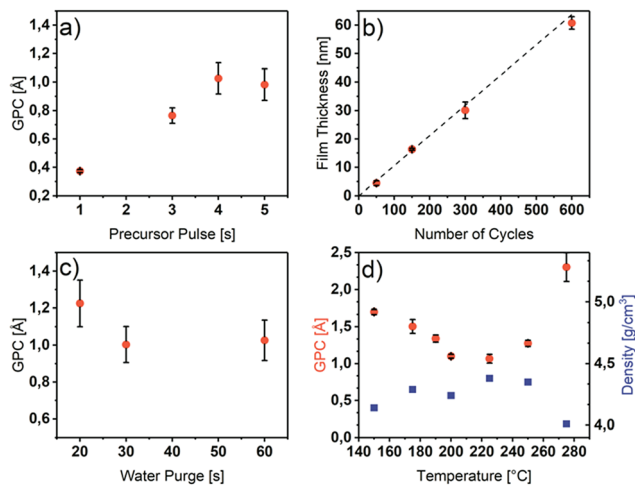 a)
GPC [Å]
1,4
1,2
1,0
0,8
0,6
0,4
0,2
1 2 3 4 5
Precursor Pulse [s]
b)
Film Thickness [nm]
60
50
40
30
20
10
0
0 100 200 300 400 500 600
Number of Cycles
c)
GPC [Å]
1,4
1,2
1,0
0,8
0,6
20 30 40 50 60
Water Purge [s]
d)
GPC [Å]
2,5
2,0
1,5
1,0
0,5
0,0
140 160 180 200 220 240 260 280
Temperature [°C]
5,0
4,5
4,0
Density [g/cm³]